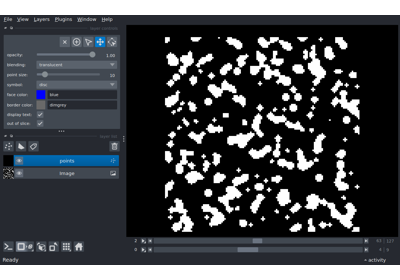 File View Layers Plugins Window Help
opacity: 1.00
blending: translucent
point size: 10
symbol: disc
face color: blue
border color: dimgrey
display text:
out of slice:
points
Image
2
0
Ready
activity